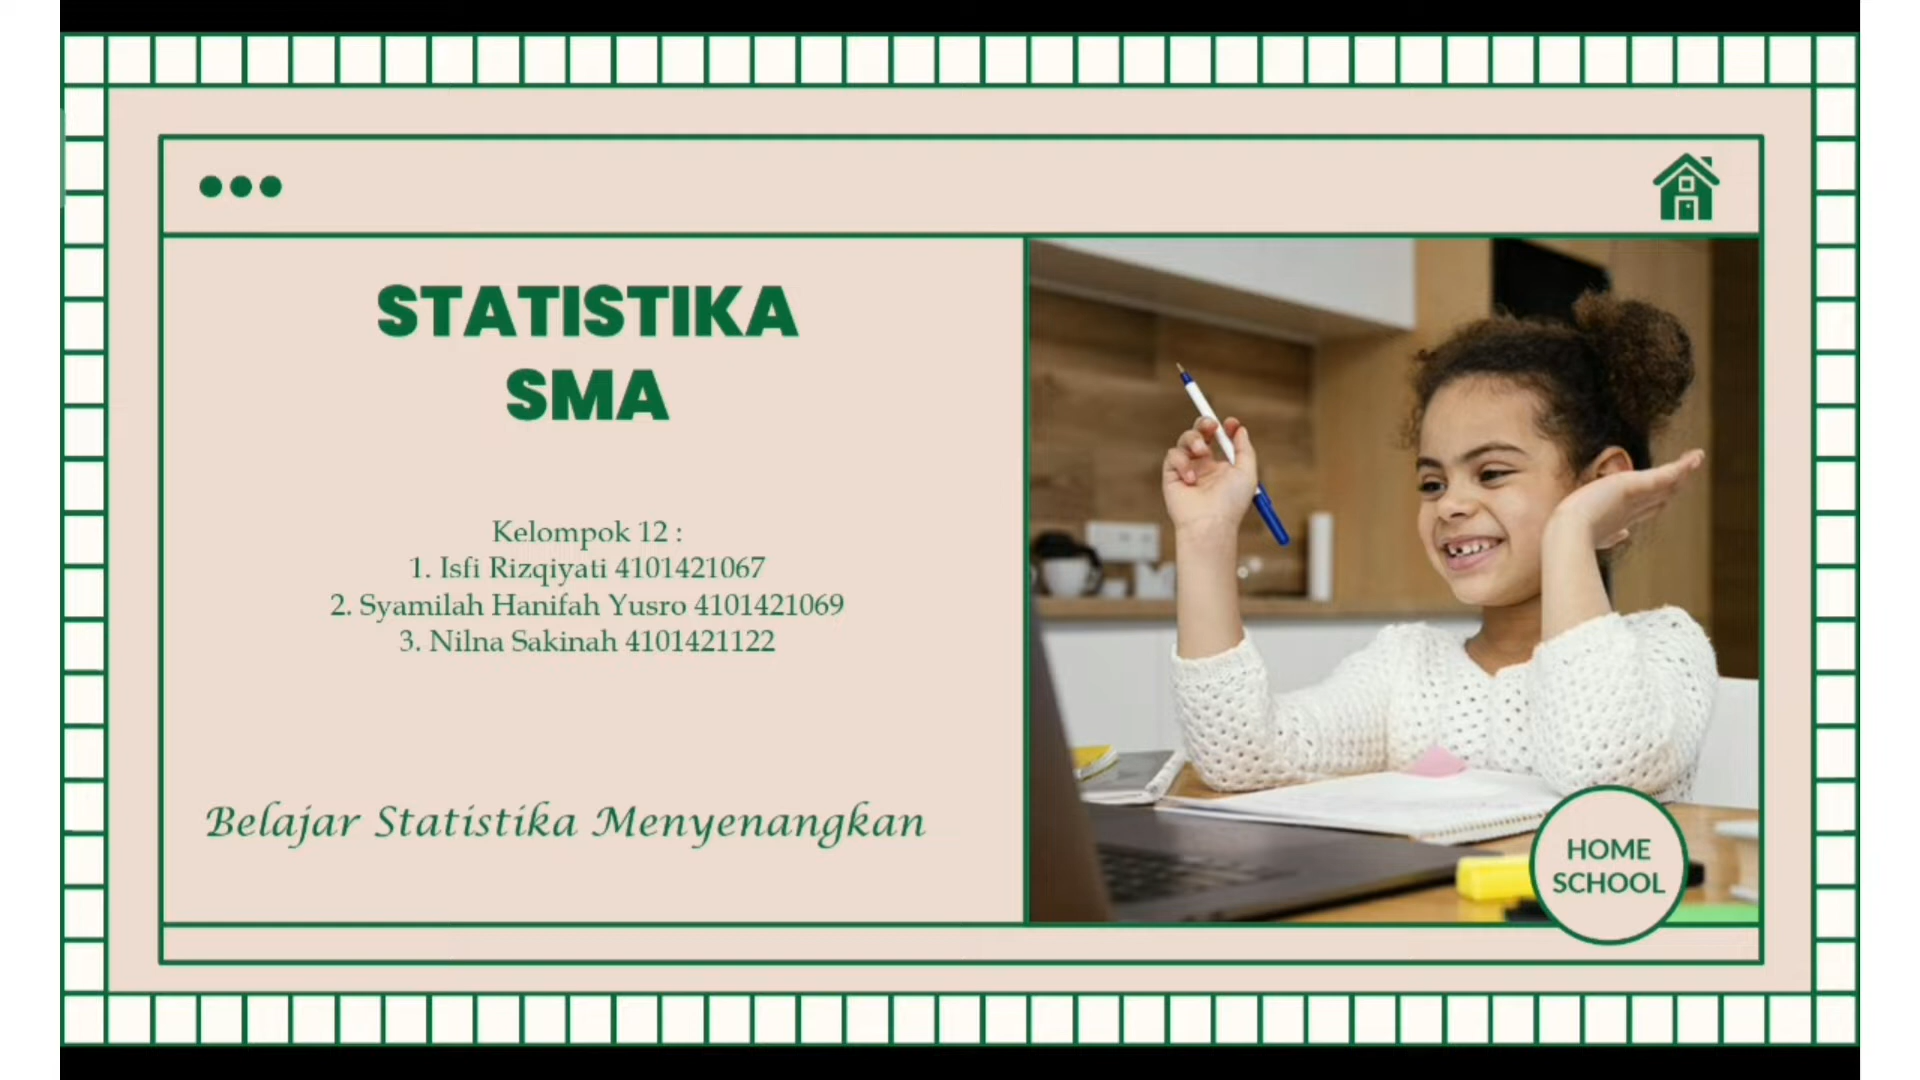 STATISTIKA
SMA
Kelompok 12 :
1. Isfi Rizqiyati 4101421067
2. Syamilah Hanifah Yusro 4101421069
3. Nilna Sakinah 4101421122
Belajar Statistika Menyenangkan
HOME
SCHOOL